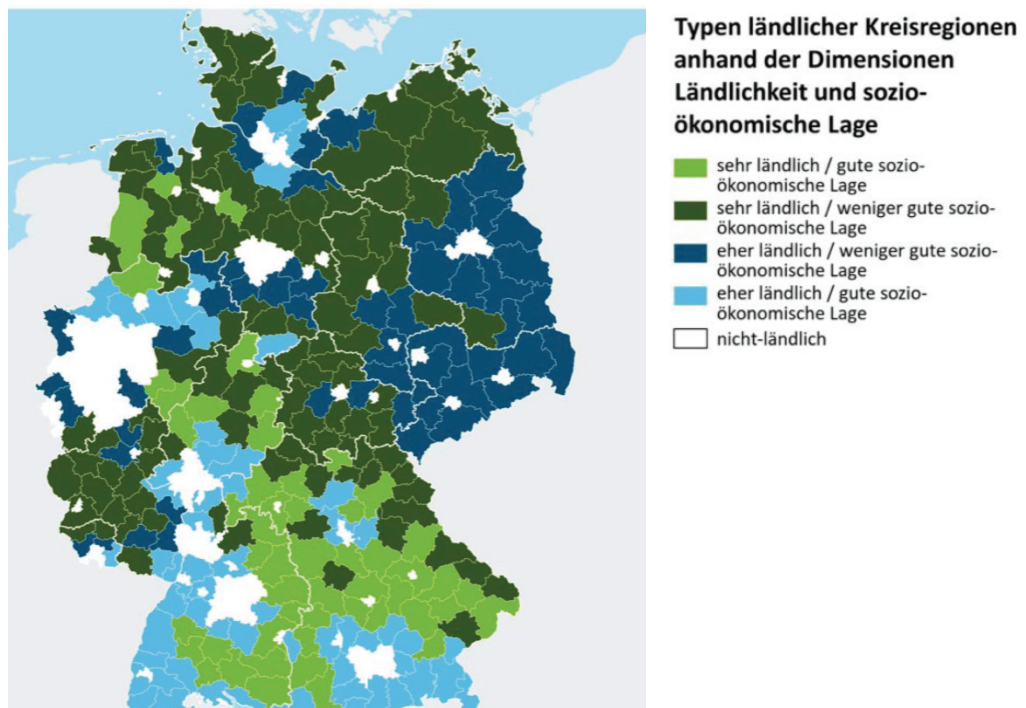 Typen ländlicher Kreisregionen
anhand der Dimensionen
Ländlichkeit und sozio-
ökonomische Lage
sehr ländlich / gute sozio-
ökonomische Lage
sehr ländlich / weniger gute sozio-
ökonomische Lage
eher ländlich / weniger gute sozio-
ökonomische Lage
eher ländlich / gute sozio-
ökonomische Lage
nicht-ländlich